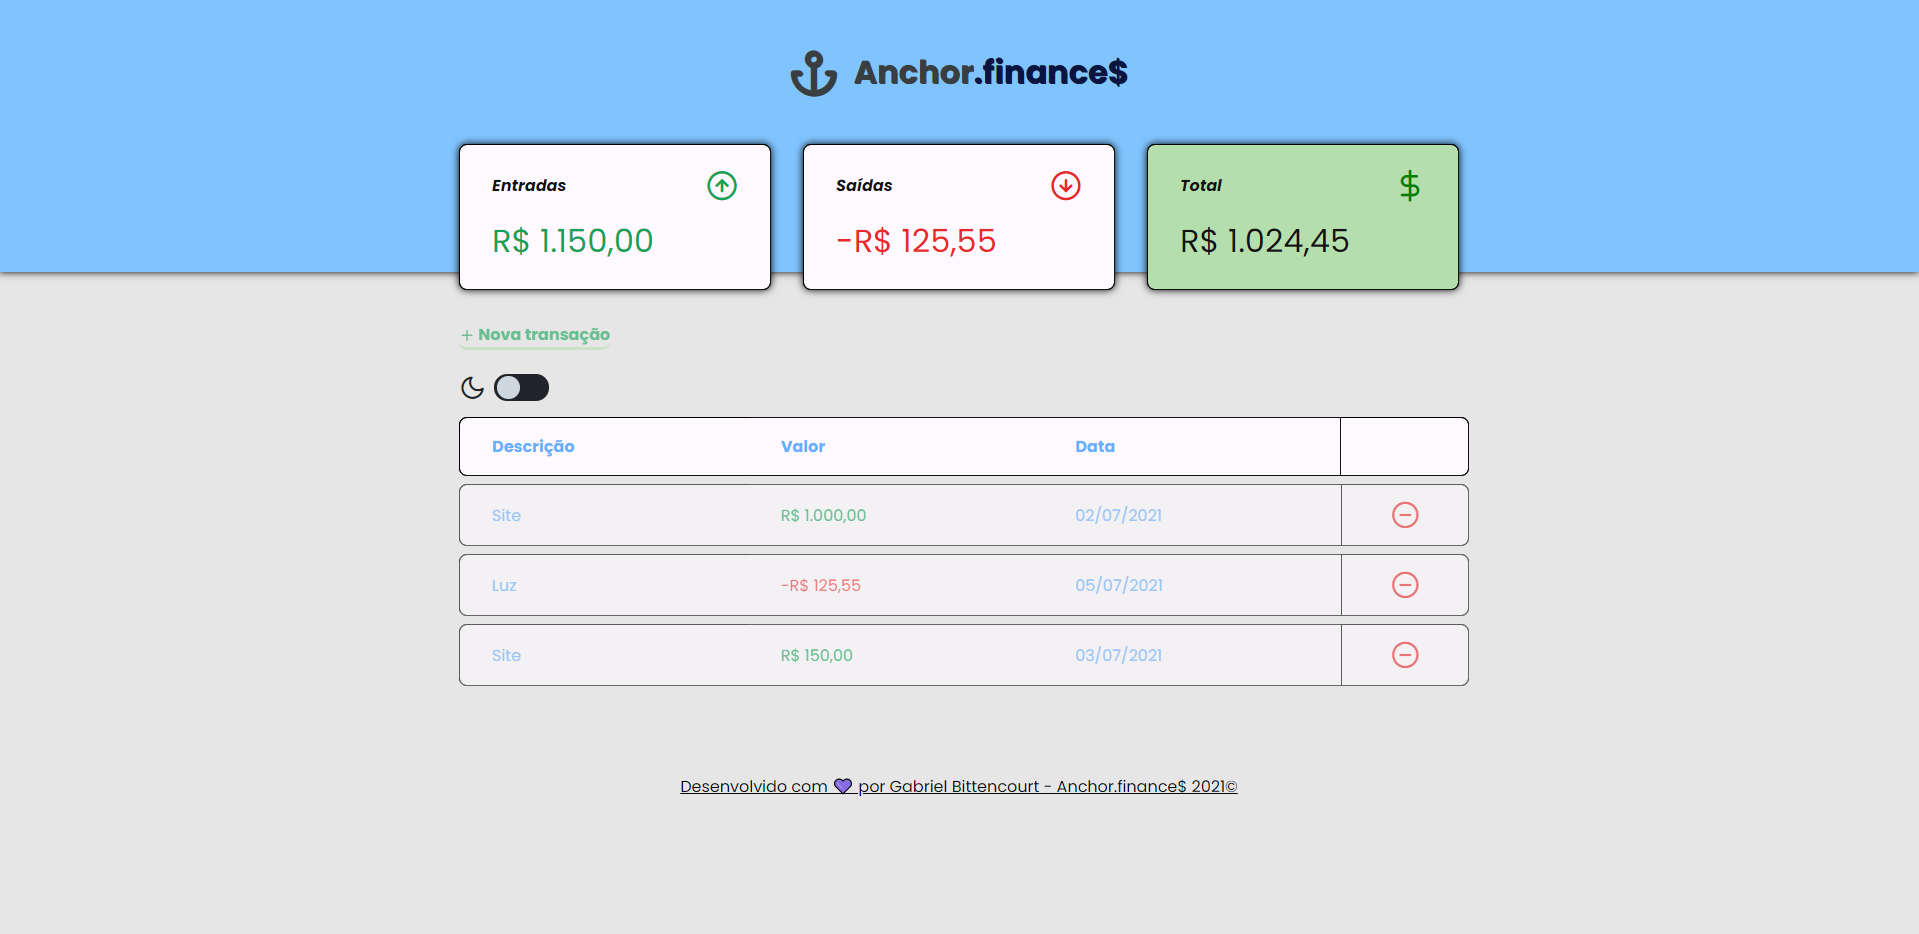 Anchor.finance$
Entradas
R$ 1.150,00
Saídas
-R$ 125,55
Total
R$ 1.024,45
+ Nova transação
Descrição Valor Data
Site R$ 1.000,00 02/07/2021
Luz -R$ 125,55 05/07/2021
Site R$ 150,00 03/07/2021
Desenvolvido com 💜 por Gabriel Bittencourt - Anchor.finance$ 2021©